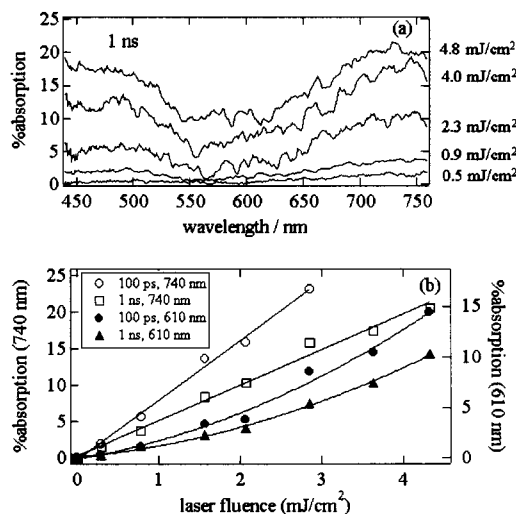 1 ns
(a)
%absorption
25
20
15
10
5
0
450
500
550
600
650
700
750
wavelength / nm
4.8 mJ/cm²
4.0 mJ/cm²
2.3 mJ/cm²
0.9 mJ/cm²
0.5 mJ/cm²
(b)
100 ps, 740 nm
1 ns, 740 nm
100 ps, 610 nm
1 ns, 610 nm
%absorption (740 nm)
25
20
15
10
5
0
%absorption (610 nm)
15
10
5
0
0
1
2
3
4
laser fluence (mJ/cm²)